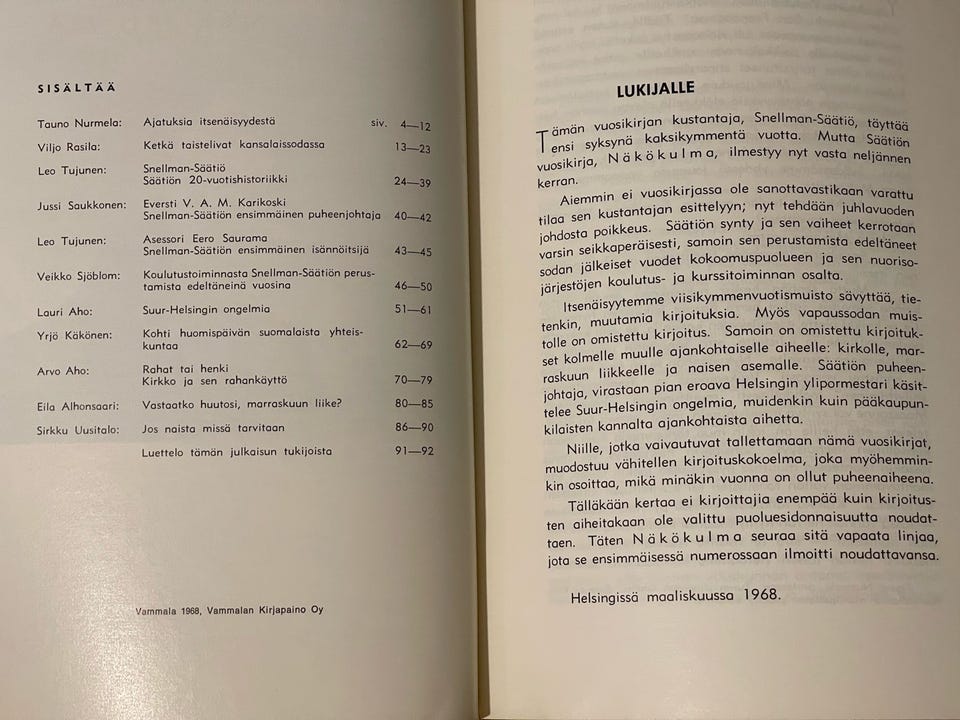 SISÄLTÄÄ
Tauno Nurmela: Ajatuksia itsenäisyydestä siv. 4—12
Viljo Rasila: Ketkä taistelivat kansalaissodassa 13—23
Leo Tujunen: Snellman-Säätiö
Säätiön 20-vuotishistoriikki 24—39
Jussi Saukkonen: Eversti V. A. M. Karikoski
Snellman-Säätiön ensimmäinen puheenjohtaja 40—42
Leo Tujunen: Asessori Eero Saurama
Snellman-Säätiön ensimmäinen isännöitsijä 43—45
Veikko Sjöblom: Koulutustoiminnasta Snellman-Säätiön perus-
tamista edeltäneinä vuosina 46—50
Lauri Aho: Suur-Helsingin ongelmia 51—61
Yrjö Käkönen: Kohti huomispäivän suomalaista yhteis-
kuntaa 62—69
Arvo Aho: Rahat tai henki
Kirkko ja sen rahankäyttö 70—79
Eila Alhonsaari: Vastaatko huutosi, marraskuun liike? 80—85
Sirkku Uusitalo: Jos naista missä tarvitaan 86—90
Luettelo tämän julkaisun tukijoista 91—92
Vammala 1968, Vammalan Kirjapaino Oy
LUKIJALLE
Tämän vuosikirjan kustantaja, Snellman-Säätiö, täyttää
ensi syksynä kaksikymmentä vuotta. Mutta Säätiön
vuosikirja, Näkökulma, ilmestyy nyt vasta neljännen
kerran.
Aiemmin ei vuosikirjassa ole sanottavastikaan varattu
tilaa sen kustantajan esittelyyn; nyt tehdään juhlavuoden
johdosta poikkeus. Säätiön synty ja sen vaiheet kerrotaan
varsin seikkaperäisesti, samoin sen perustamista edeltäneet
sodan jälkeiset vuodet kokoomuspuolueen ja sen nuoriso-
järjestöjen koulutus- ja kurssitoiminnan osalta.
Itsenäisyytemme viisikymmenvuotismuisto sävyttää, tie-
tenkin, muutamia kirjoituksia. Myös vapaussodan muis-
tolle on omistettu kirjoitus. Samoin on omistettu kirjoituk-
set kolmelle muulle ajankohtaiselle aiheelle: kirkolle, mar-
raskuun liikkeelle ja naisen asemalle. Säätiön puheen-
johtaja, virastaan pian eroava Helsingin ylipormestari käsit-
telee Suur-Helsingin ongelmia, muidenkin kuin pääkaupun-
kilaisten kannalta ajankohtaista aihetta.
Niille, jotka vaivautuvat tallettamaan nämä vuosikirjat,
muodostuu vähitellen kirjoituskokoelma, joka myöhemmin-
kin osoittaa, mikä minäkin vuonna on ollut puheenaiheena.
Tälläkään kertaa ei kirjoittajia enempää kuin kirjoitus-
ten aiheitakaan ole valittu puoluesidonnaisuutta noudat-
taen. Täten Näkökulma seuraa sitä vapaata linjaa,
jota se ensimmäisessä numerossaan ilmoitti noudattavansa.
Helsingissä maaliskuussa 1968.